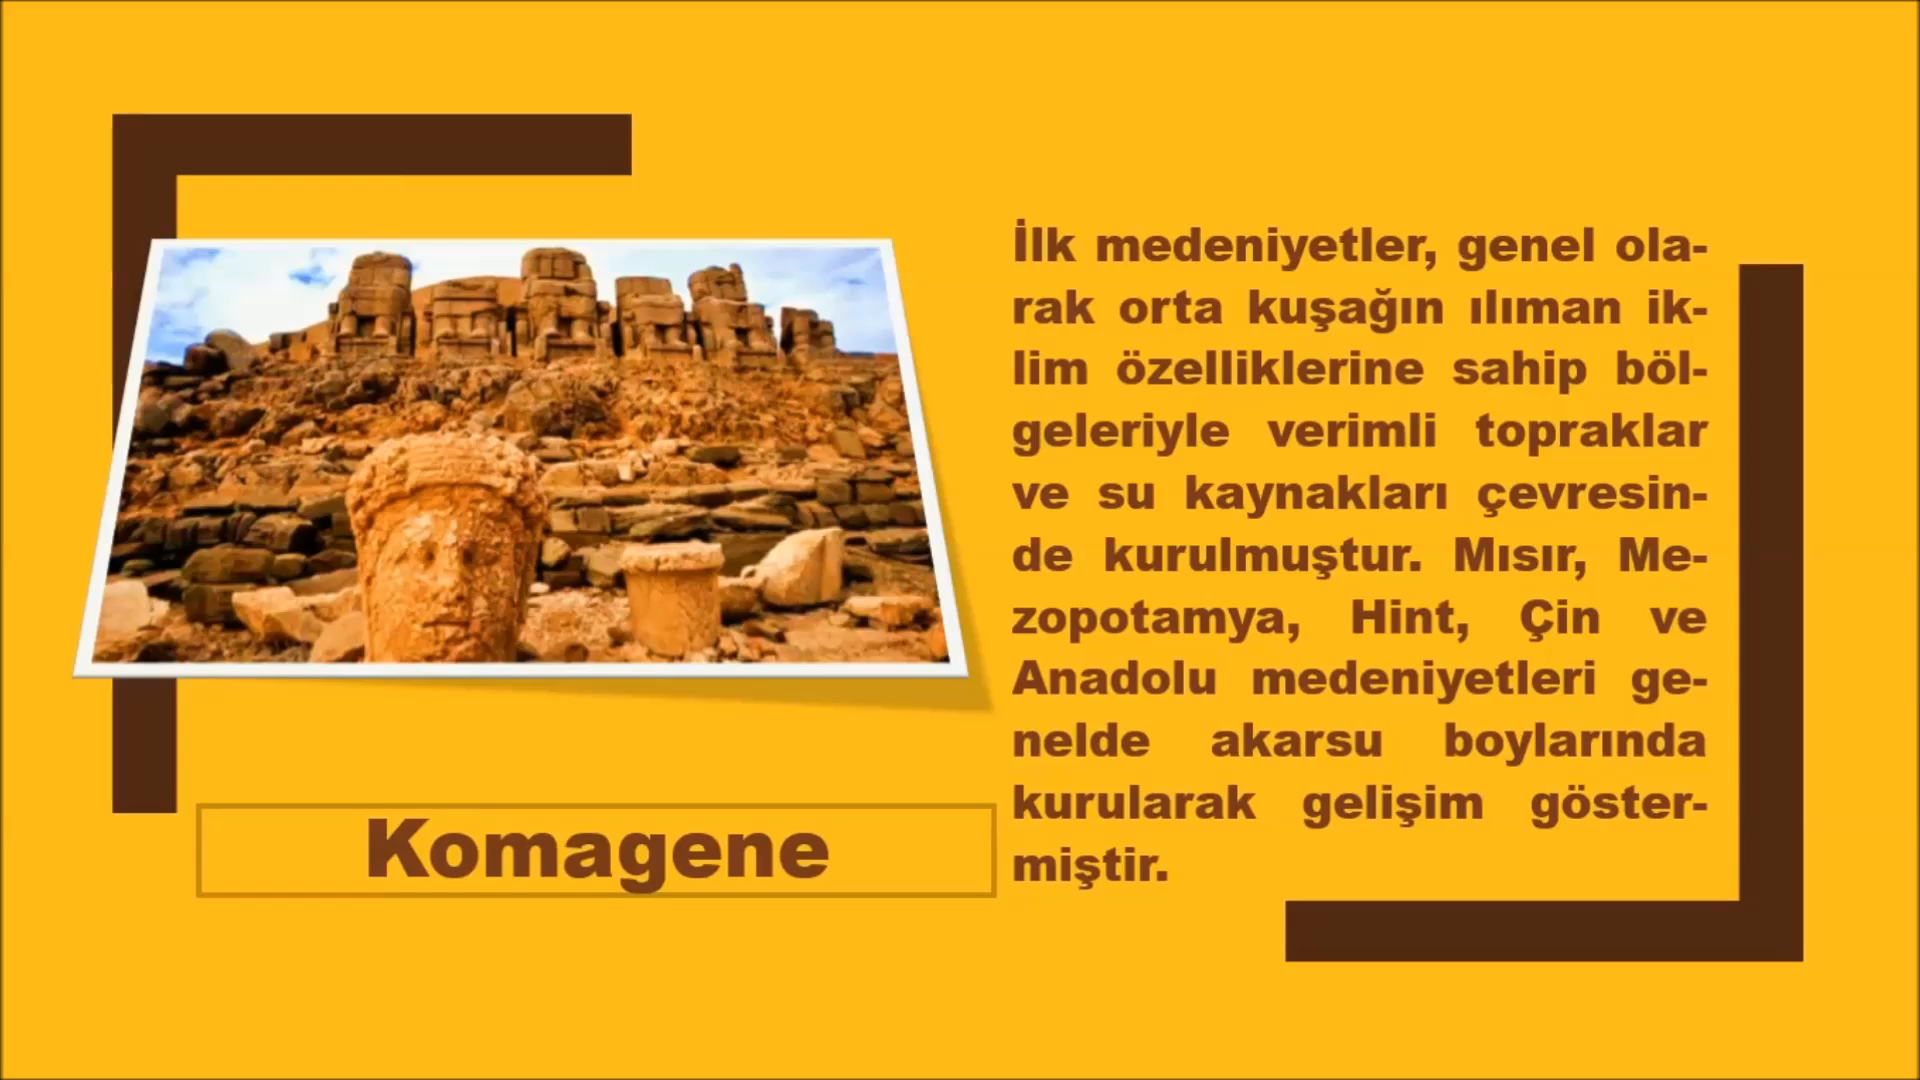 İlk medeniyetler, genel ola-
rak orta kuşağın ılıman ik-
lim özelliklerine sahip böl-
geleriyle verimli topraklar
ve su kaynakları çevresin-
de kurulmuştur. Mısır, Me-
zopotamya, Hint, Çin ve
Anadolu medeniyetleri ge-
nelde akarsu boylarında
kurularak gelişim göster-
miştir.
Komagene